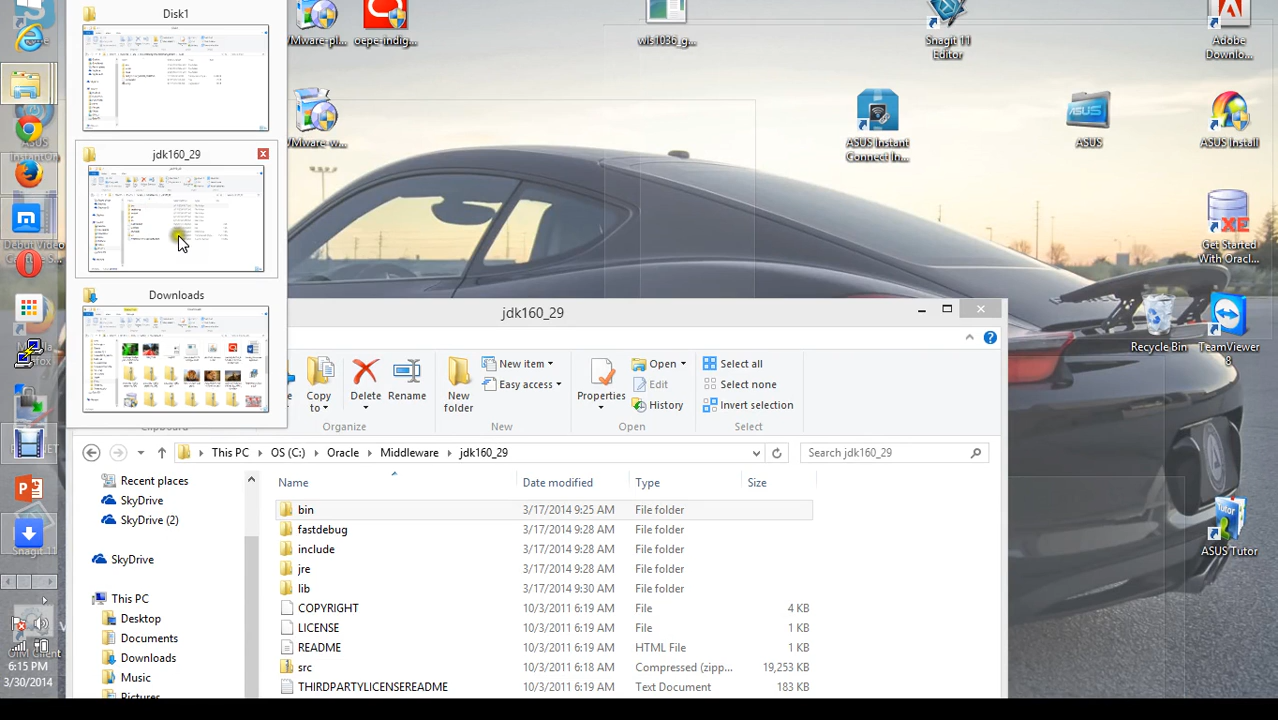 Disk1
jdk160_29
Downloads
VMware-pl...
oepe-indig...
VMware-w...
Snagit 11
Editor
Adobe
Downlo...
ASUS Instant
Connect In...
ASUS
ASUS Install
Get Started
With Oracl...
Recycle Bin
TeamViewer
8
ASUS Tutor
jdk160_29
Copy
to
Delete
Rename
New
folder
New item
Easy access
Properties
Open
Edit
History
Select all
Select none
Invert selection
Organize
New
Open
Select
This PC
OS (C:)
Oracle
Middleware
jdk160_29
Search jdk160_29
Recent places
SkyDrive
SkyDrive (2)
SkyDrive
This PC
Desktop
Documents
Downloads
Music
Pictures
Name Date modified Type Size
bin 3/17/2014 9:25 AM File folder
fastdebug 3/17/2014 9:28 AM File folder
include 3/17/2014 9:28 AM File folder
jre 3/17/2014 9:28 AM File folder
lib 3/17/2014 9:30 AM File folder
COPYRIGHT 10/3/2011 6:19 AM File 4 KB
LICENSE 10/3/2011 6:19 AM File 1 KB
README 10/3/2011 6:19 AM HTML File 1 KB
src 10/3/2011 6:18 AM Compressed (zipp... 19,253 KB
THIRDPARTYLICENSEREADME 10/3/2011 6:19 AM Text Document 183 KB
6:15 PM
3/30/2014